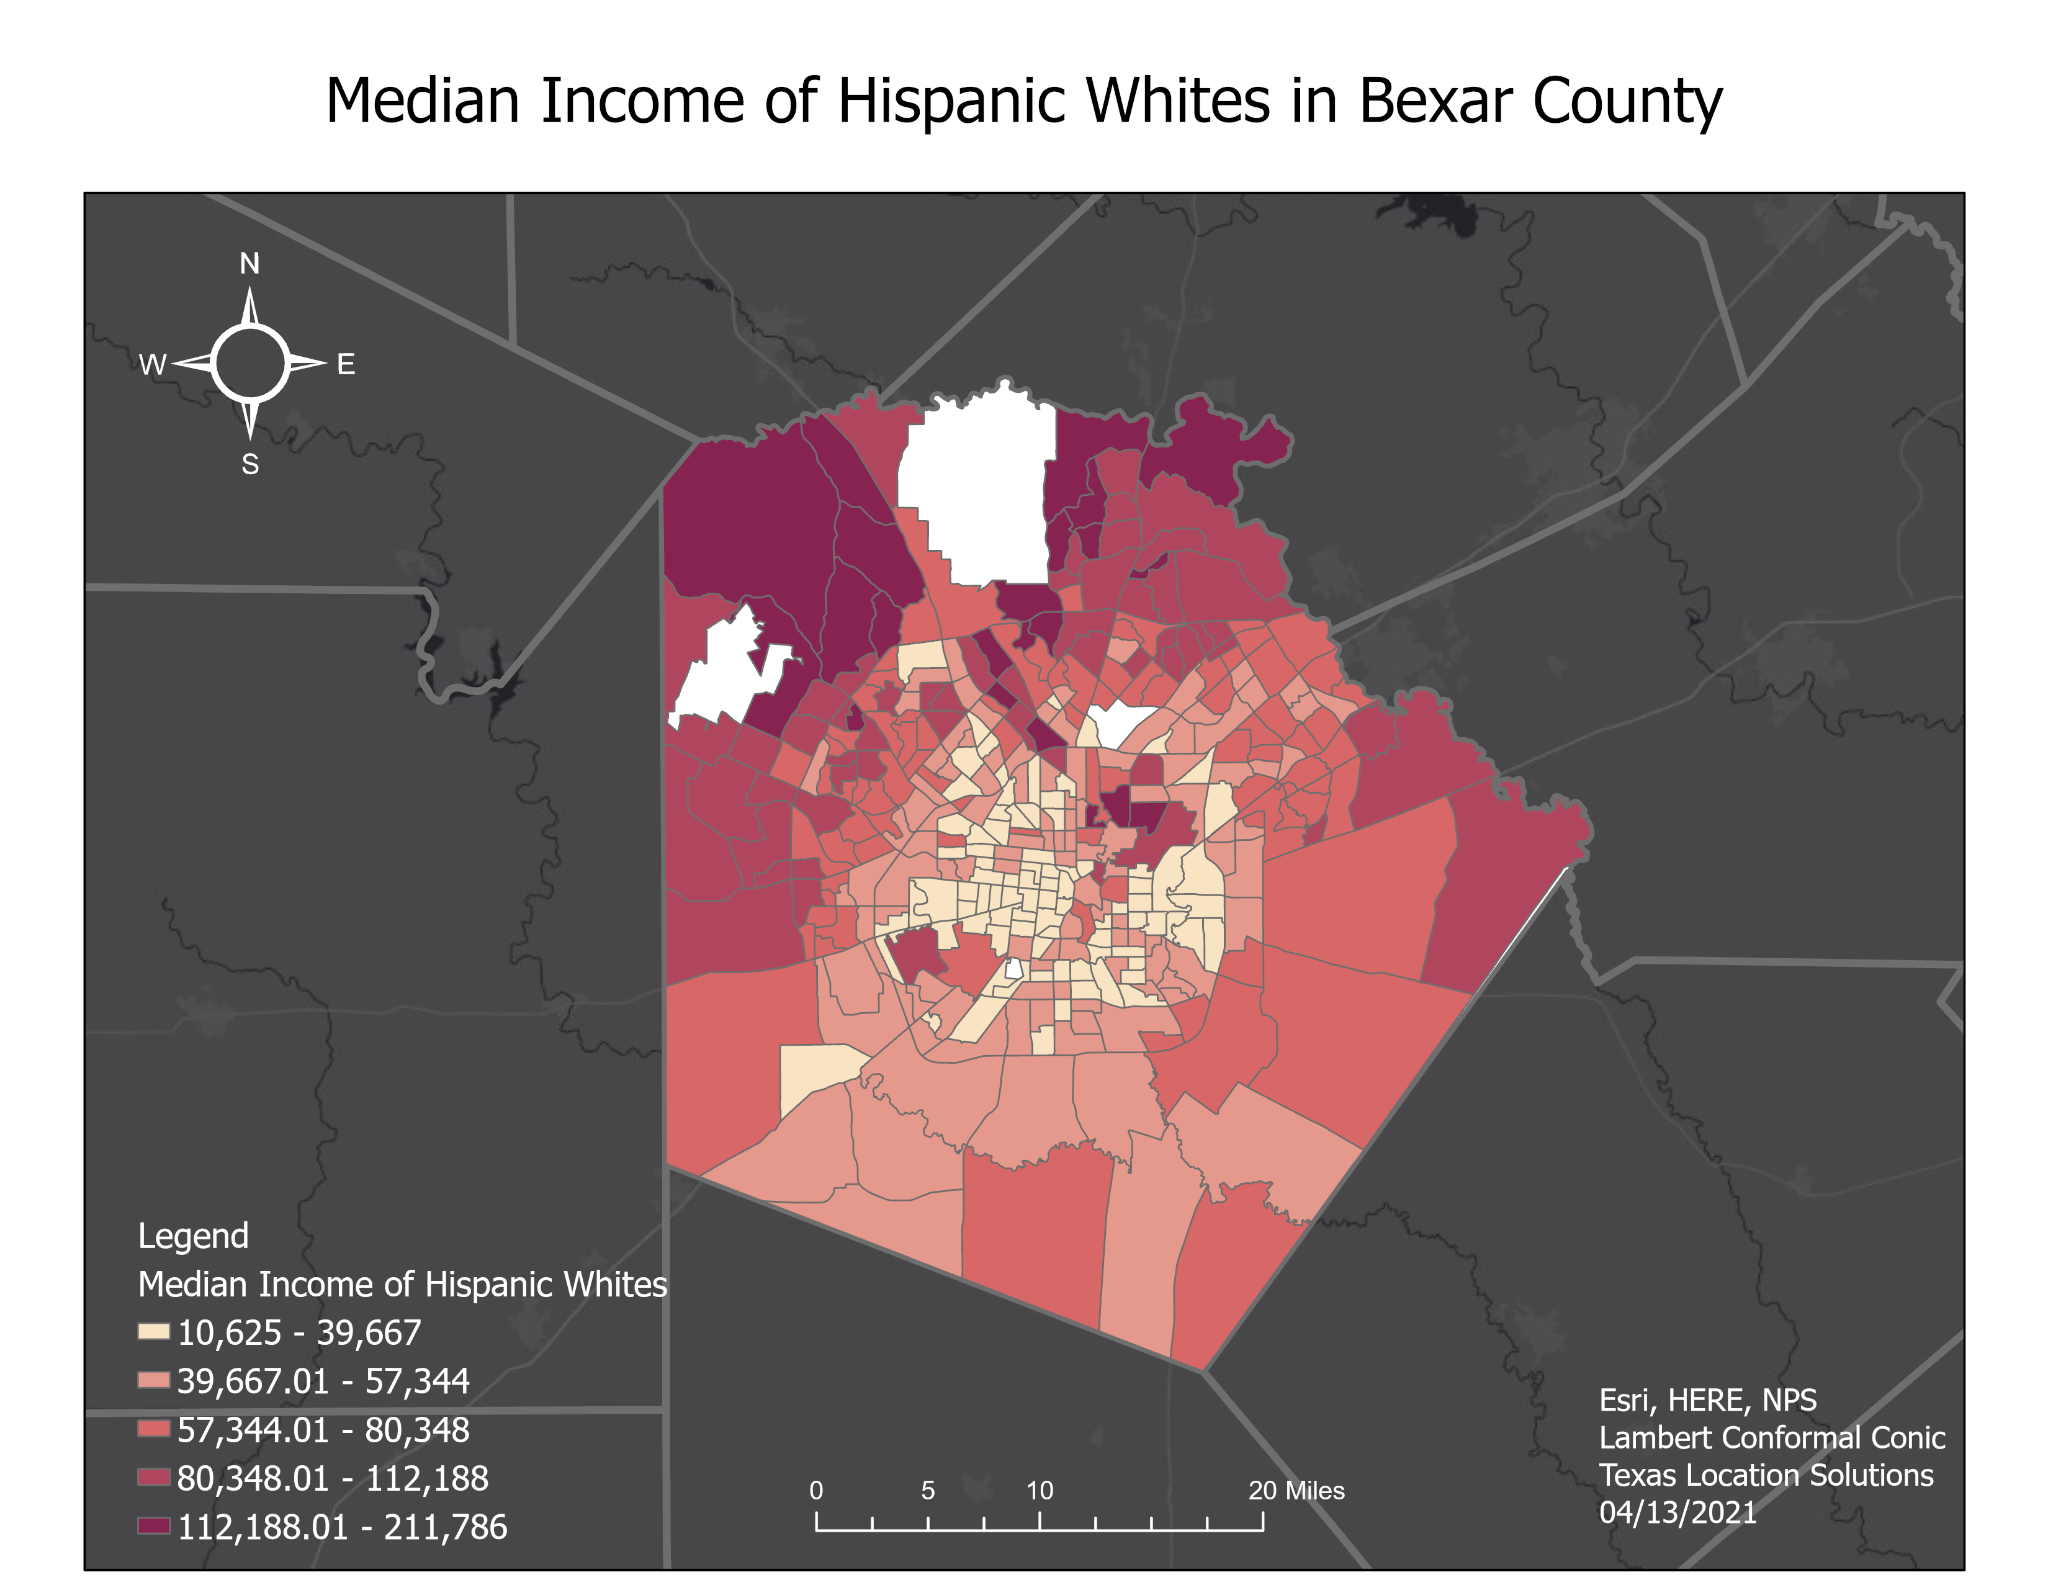 Median Income of Hispanic Whites in Bexar County
N
W E
S
Legend
Median Income of Hispanic Whites
10,625 - 39,667
39,667.01 - 57,344
57,344.01 - 80,348
80,348.01 - 112,188
112,188.01 - 211,786
0 5 10 20 Miles
Esri, HERE, NPS
Lambert Conformal Conic
Texas Location Solutions
04/13/2021